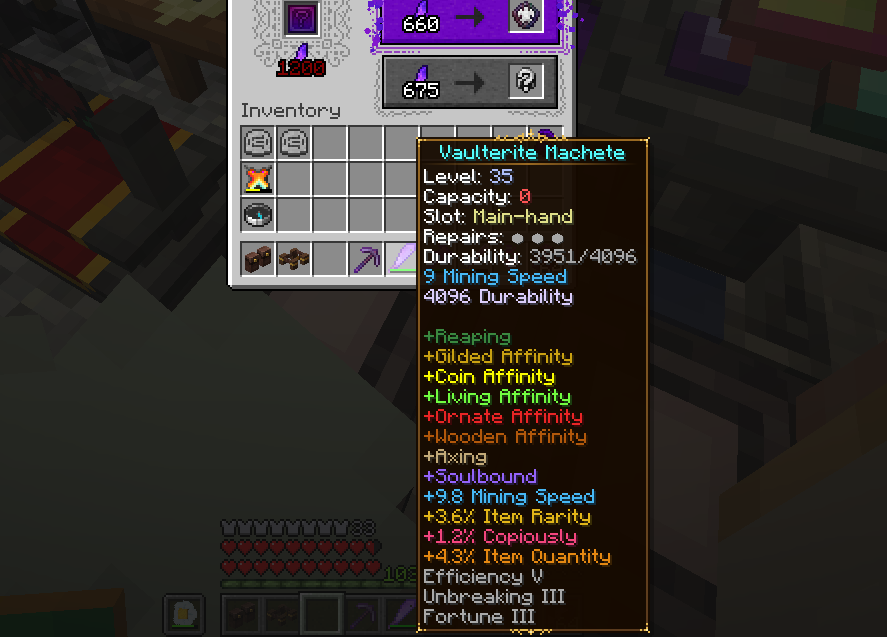 660
1200
675
Inventory
Vaulterite Machete
Level: 35
Capacity: 0
Slot: Main-hand
Repairs:
Durability: 3951/4096
9 Mining Speed
4096 Durability
+Reaping
+Gilded Affinity
+Coin Affinity
+Living Affinity
+Ornate Affinity
+Wooden Affinity
+Axing
+Soulbound
+9.8 Mining Speed
+3.6% Item Rarity
+1.2% Copiously
+4.3% Item Quantity
Efficiency V
Unbreaking III
Fortune III